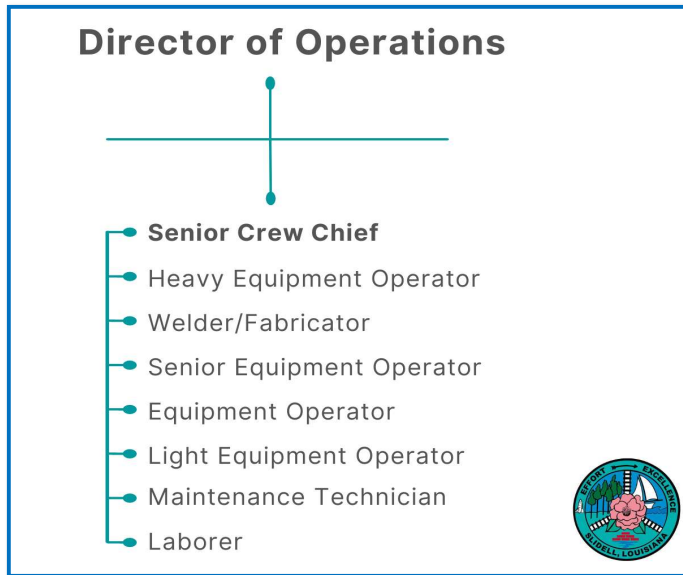 Director of Operations
Senior Crew Chief
Heavy Equipment Operator
Welder/Fabricator
Senior Equipment Operator
Equipment Operator
Light Equipment Operator
Maintenance Technician
Laborer
EFFORT EXCELLENCE
SLIDELL, LOUISIANA